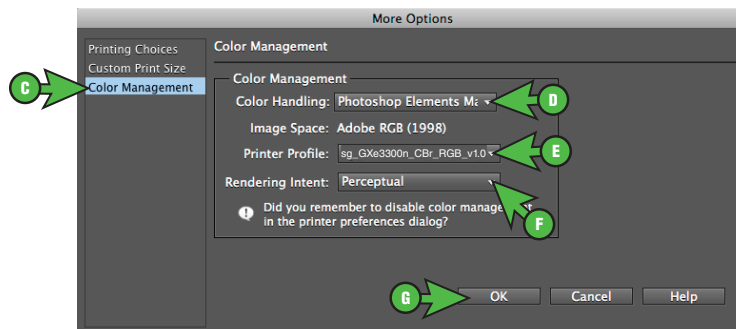 More Options
Printing Choices
Custom Print Size
Color Management
Color Management
Color Management
Color Handling: Photoshop Elements Ma
Image Space: Adobe RGB (1998)
Printer Profile: sg_GXe3300n_CBr_RGB_v1.0
Rendering Intent: Perceptual
Did you remember to disable color manage
in the printer preferences dialog?
OK Cancel Help
C
D
E
F
G